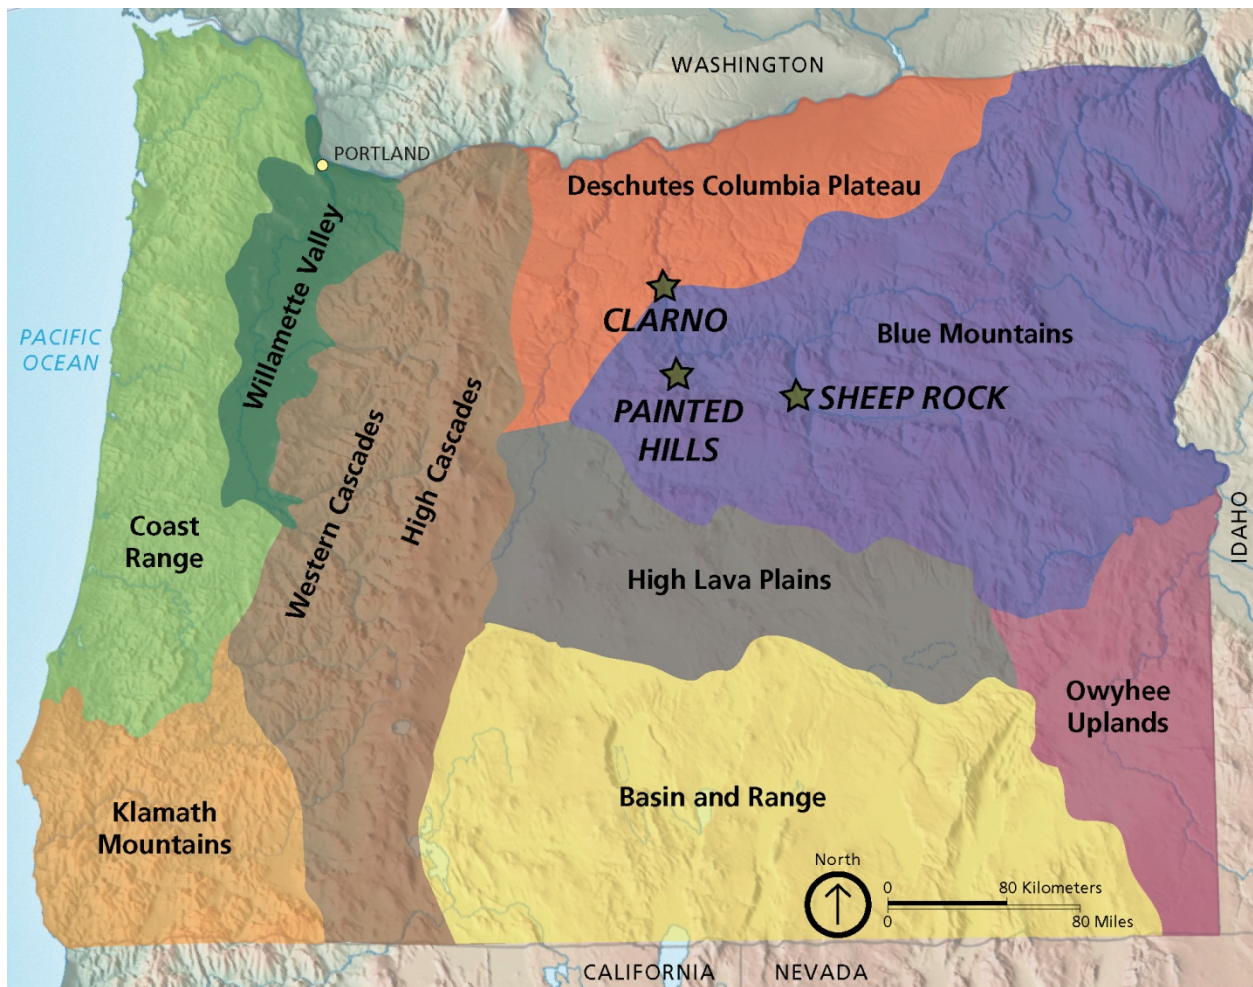 WASHINGTON
PORTLAND
Deschutes Columbia Plateau
Willamette Valley
PACIFIC
OCEAN
CLARNO
Blue Mountains
PAINTED
HILLS
SHEEP ROCK
Western Cascades
High Cascades
Coast
Range
IDAHO
High Lava Plains
Owyhee
Uplands
Klamath
Mountains
Basin and Range
North
0
80 Kilometers
0
80 Miles
CALIFORNIA
NEVADA